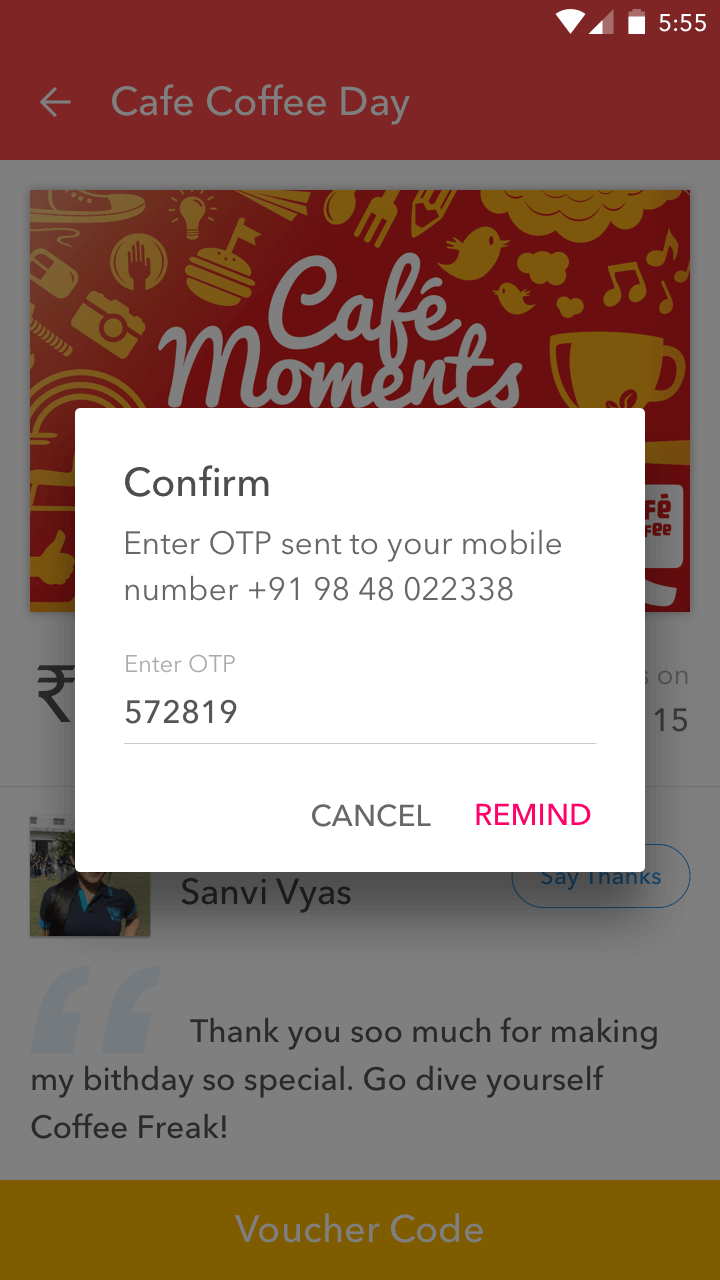 5:55
Cafe Coffee Day
Café
Moments
Confirm
Enter OTP sent to your mobile
number +91 98 48 022338
Enter OTP
572819
CANCEL REMIND
₹
on
15
Sanvi Vyas
Say Thanks
Thank you soo much for making
my bithday so special. Go dive yourself
Coffee Freak!
Voucher Code